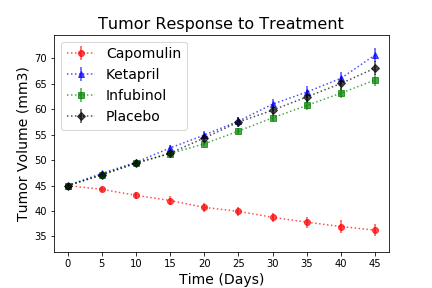 Tumor Response to Treatment
Capomulin
Ketapril
Infubinol
Placebo
Tumor Volume (mm3)
70
65
60
55
50
45
40
35
0 5 10 15 20 25 30 35 40 45
Time (Days)